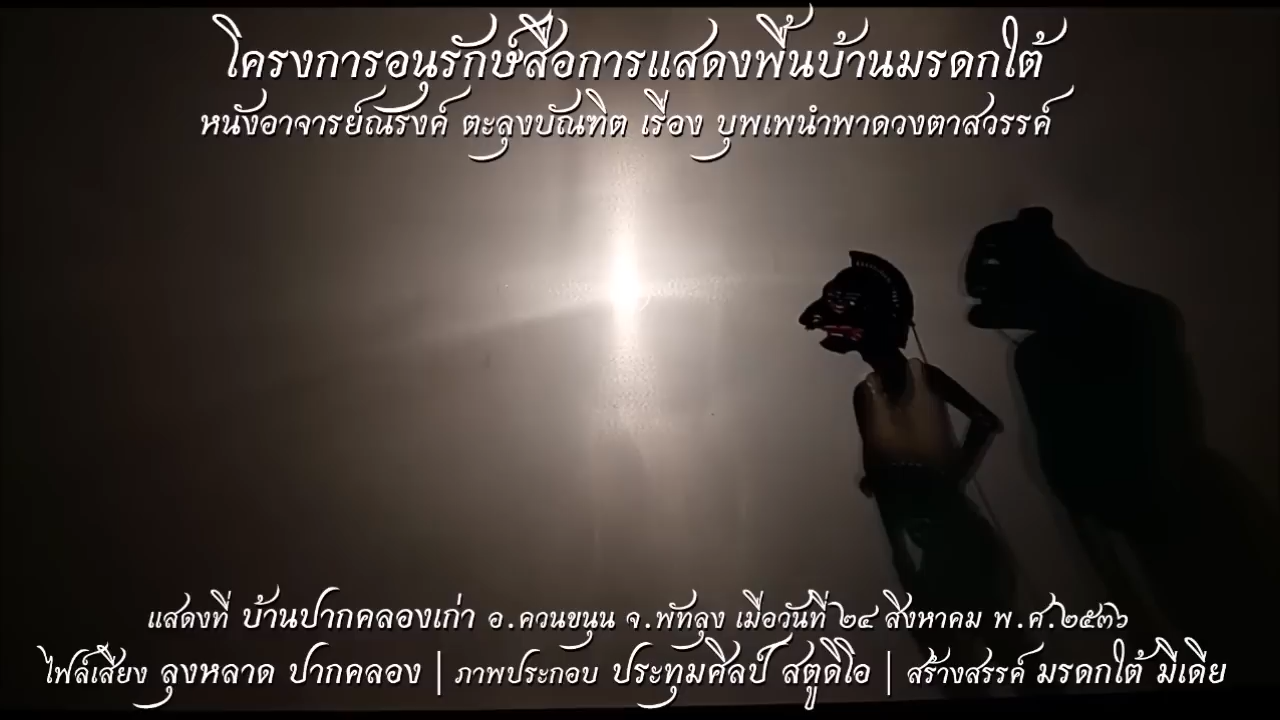 โครงการอนุรักษ์สื่อการแสดงพื้นบ้านมรดกใต้
หนังอาจารย์ณรงค์ ตะลุงบัณฑิต เรื่อง บุพเพนำพาดวงตาสวรรค์
แสดงที่ บ้านปากคลองเก่า อ.ควนขนุน จ.พัทลุง เมื่อวันที่ ๒๔ สิงหาคม พ.ศ.๒๕๓๖
ไฟล์เสียง ลุงหลาด ปากคลอง | ภาพประกอบ ประทุมศิลป์ สตูดิโอ | สร้างสรรค์ มรดกใต้ มีเดีย